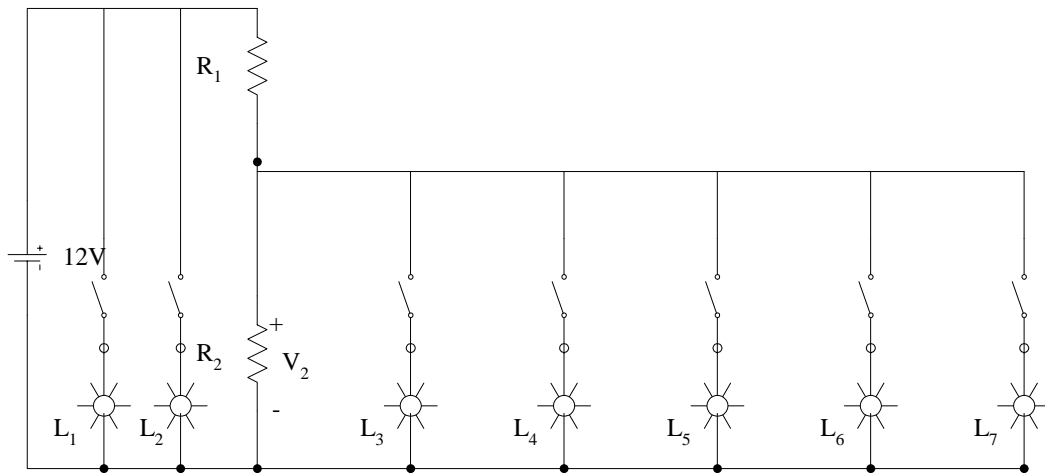 R₁
+
12V
-
+
R₂
V₂
-
L₁
L₂
L₃
L₄
L₅
L₆
L₇